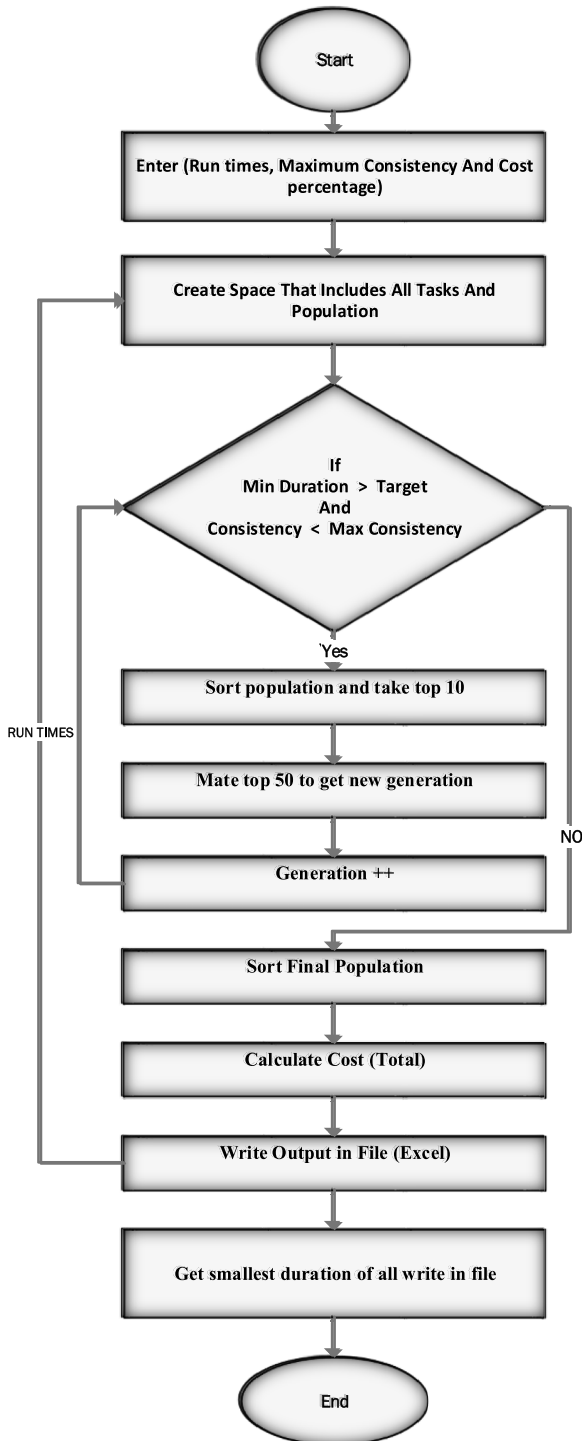 Start
Enter (Run times, Maximum Consistency And Cost
percentage)
Create Space That Includes All Tasks And
Population
If
Min Duration > Target
And
Consistency < Max Consistency
Yes
Sort population and take top 10
RUN TIMES
Mate top 50 to get new generation
NO
Generation ++
Sort Final Population
Calculate Cost (Total)
Write Output in File (Excel)
Get smallest duration of all write in file
End